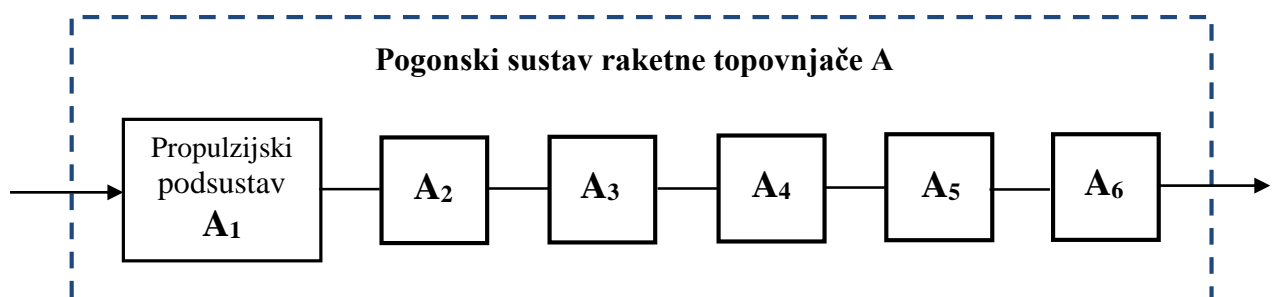 Pogonski sustav raketne topovnjače A
Propulzijski
podsustav
A₁
A₂
A₃
A₄
A₅
A₆